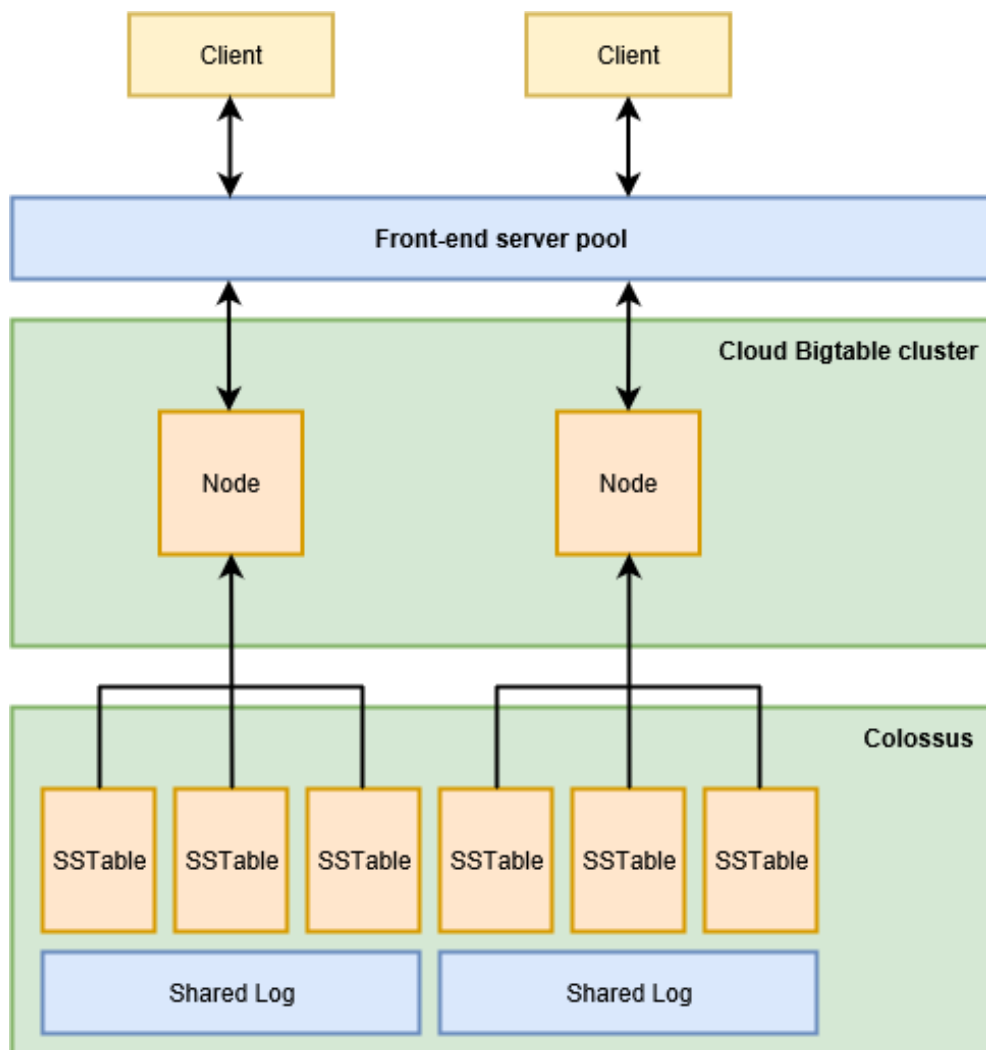 Client
Client
Front-end server pool
Cloud Bigtable cluster
Node
Node
Colossus
SSTable
SSTable
SSTable
SSTable
SSTable
SSTable
Shared Log
Shared Log